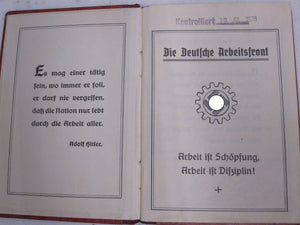 Es mag einer tätig
sein, wo immer er soll,
er darf nie vergessen,
daß die Nation nur lebt
durch die Arbeit aller.
Adolf Hitler.
Kontrolliert
Die Deutsche Arbeitsfront
Arbeit ist Schöpfung,
Arbeit ist Disziplin!